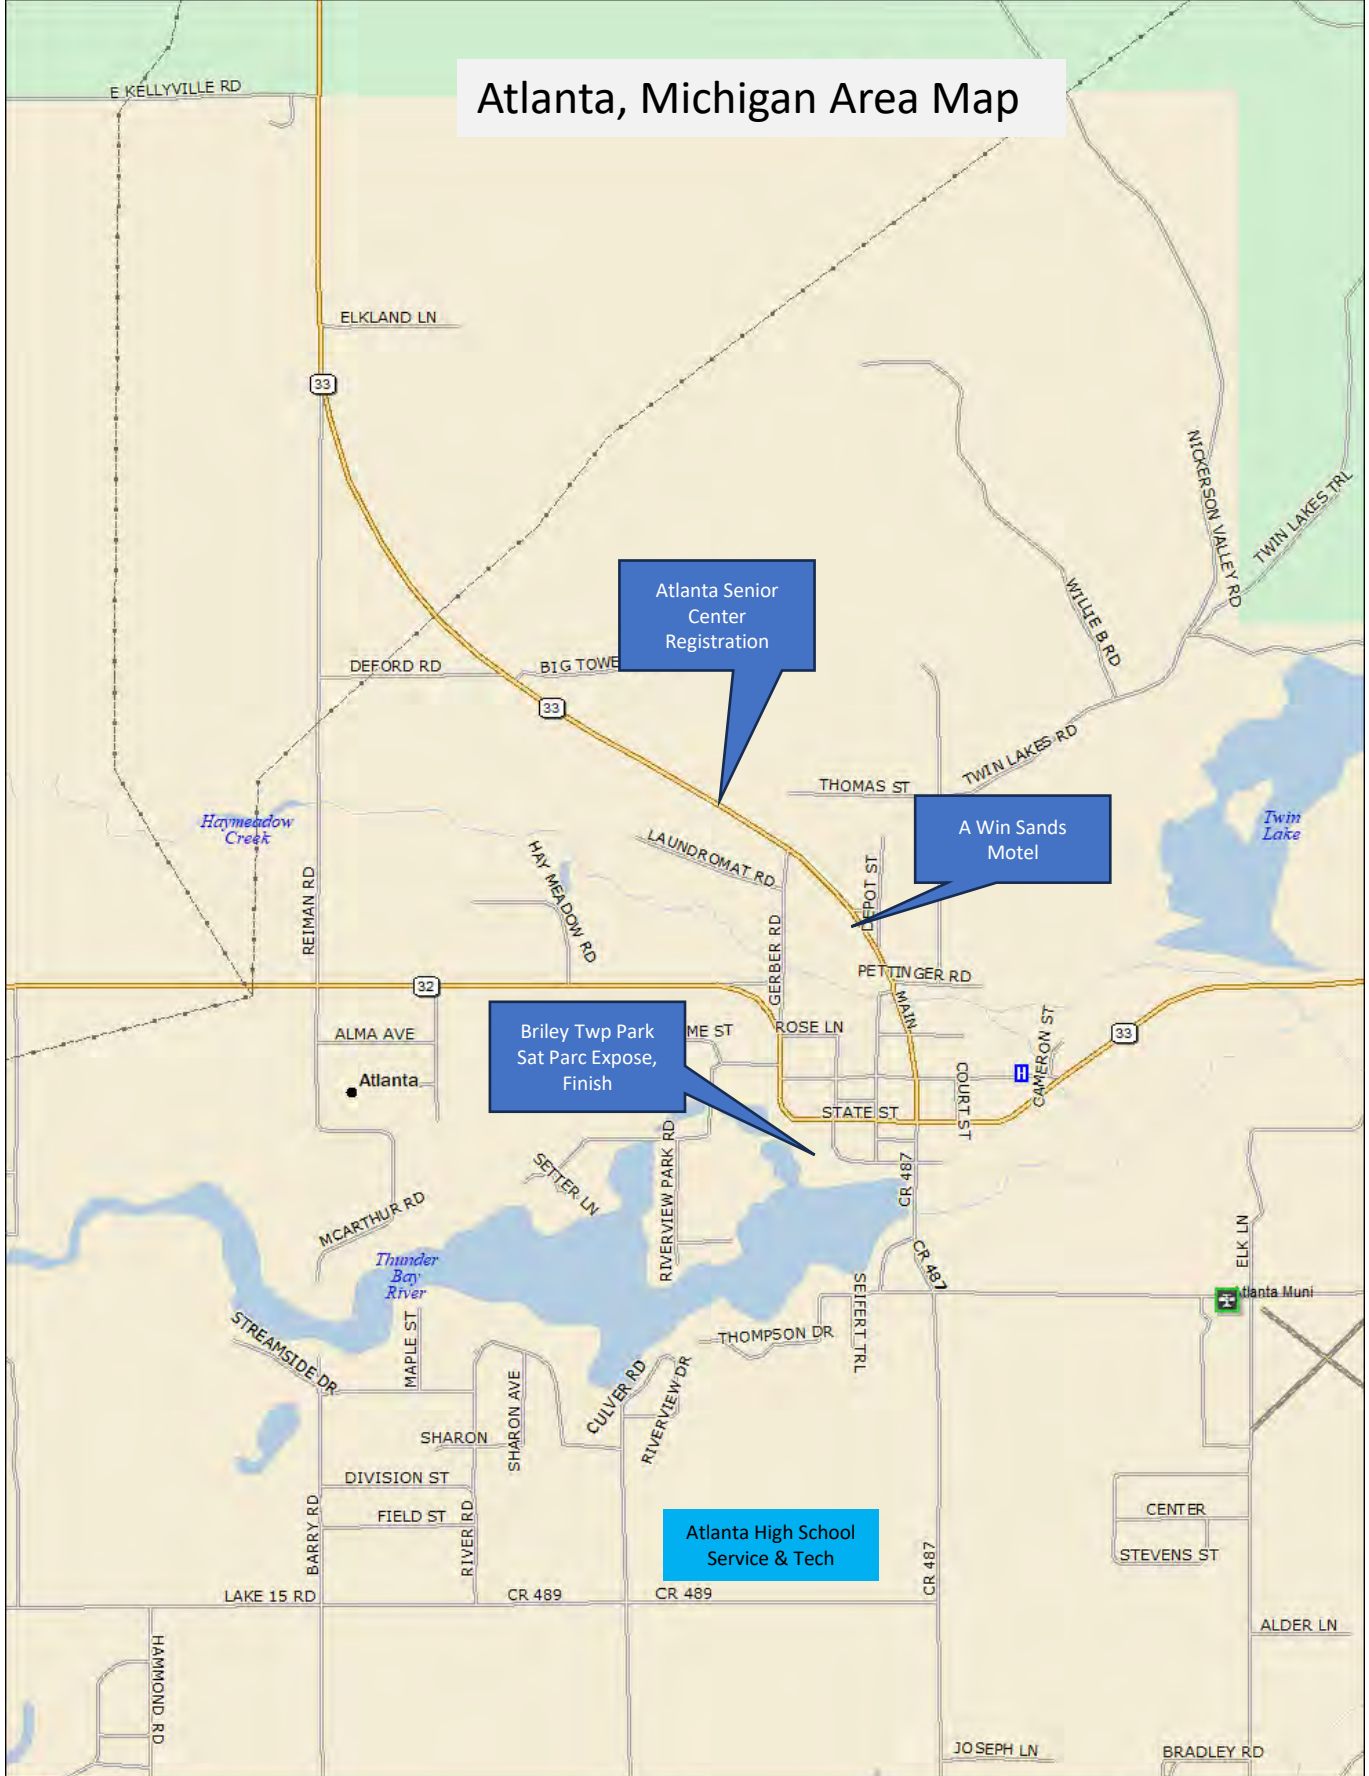 Atlanta, Michigan Area Map
E KELLYVILLE RD
ELKLAND LN
33
NICKERSON VALLEY RD
TWIN LAKES TRL
Atlanta Senior
Center
Registration
WILLIE B RD
DEFORD RD
BIG TOWE
33
TWIN LAKES RD
THOMAS ST
Haymeadow
Creek
A Win Sands
Motel
Twin
Lake
LAUNDROMAT RD
HAY MEADOW RD
DEPOT ST
REIMAN RD
GERBER RD
PETTINGER RD
32
MAIN
Briley Twp Park
Sat Parc Expose,
Finish
ME ST
ROSE LN
CAMERON ST
33
ALMA AVE
Atlanta
H
COURT ST
STATE ST
SETTER LN
RIVERVIEW PARK RD
CR 487
MCARTHUR RD
Thunder
Bay
River
CR 487
ELK LN
SEIFERT TRL
Atlanta Muni
STREAMSIDE DR
MAPLE ST
THOMPSON DR
CULVER RD
RIVERVIEW DR
SHARON AVE
SHARON
DIVISION ST
FIELD ST
BARRY RD
RIVER RD
Atlanta High School
Service & Tech
CENTER
STEVENS ST
CR 487
LAKE 15 RD
CR 489
CR 489
ALDER LN
HAMMOND RD
JOSEPH LN
BRADLEY RD